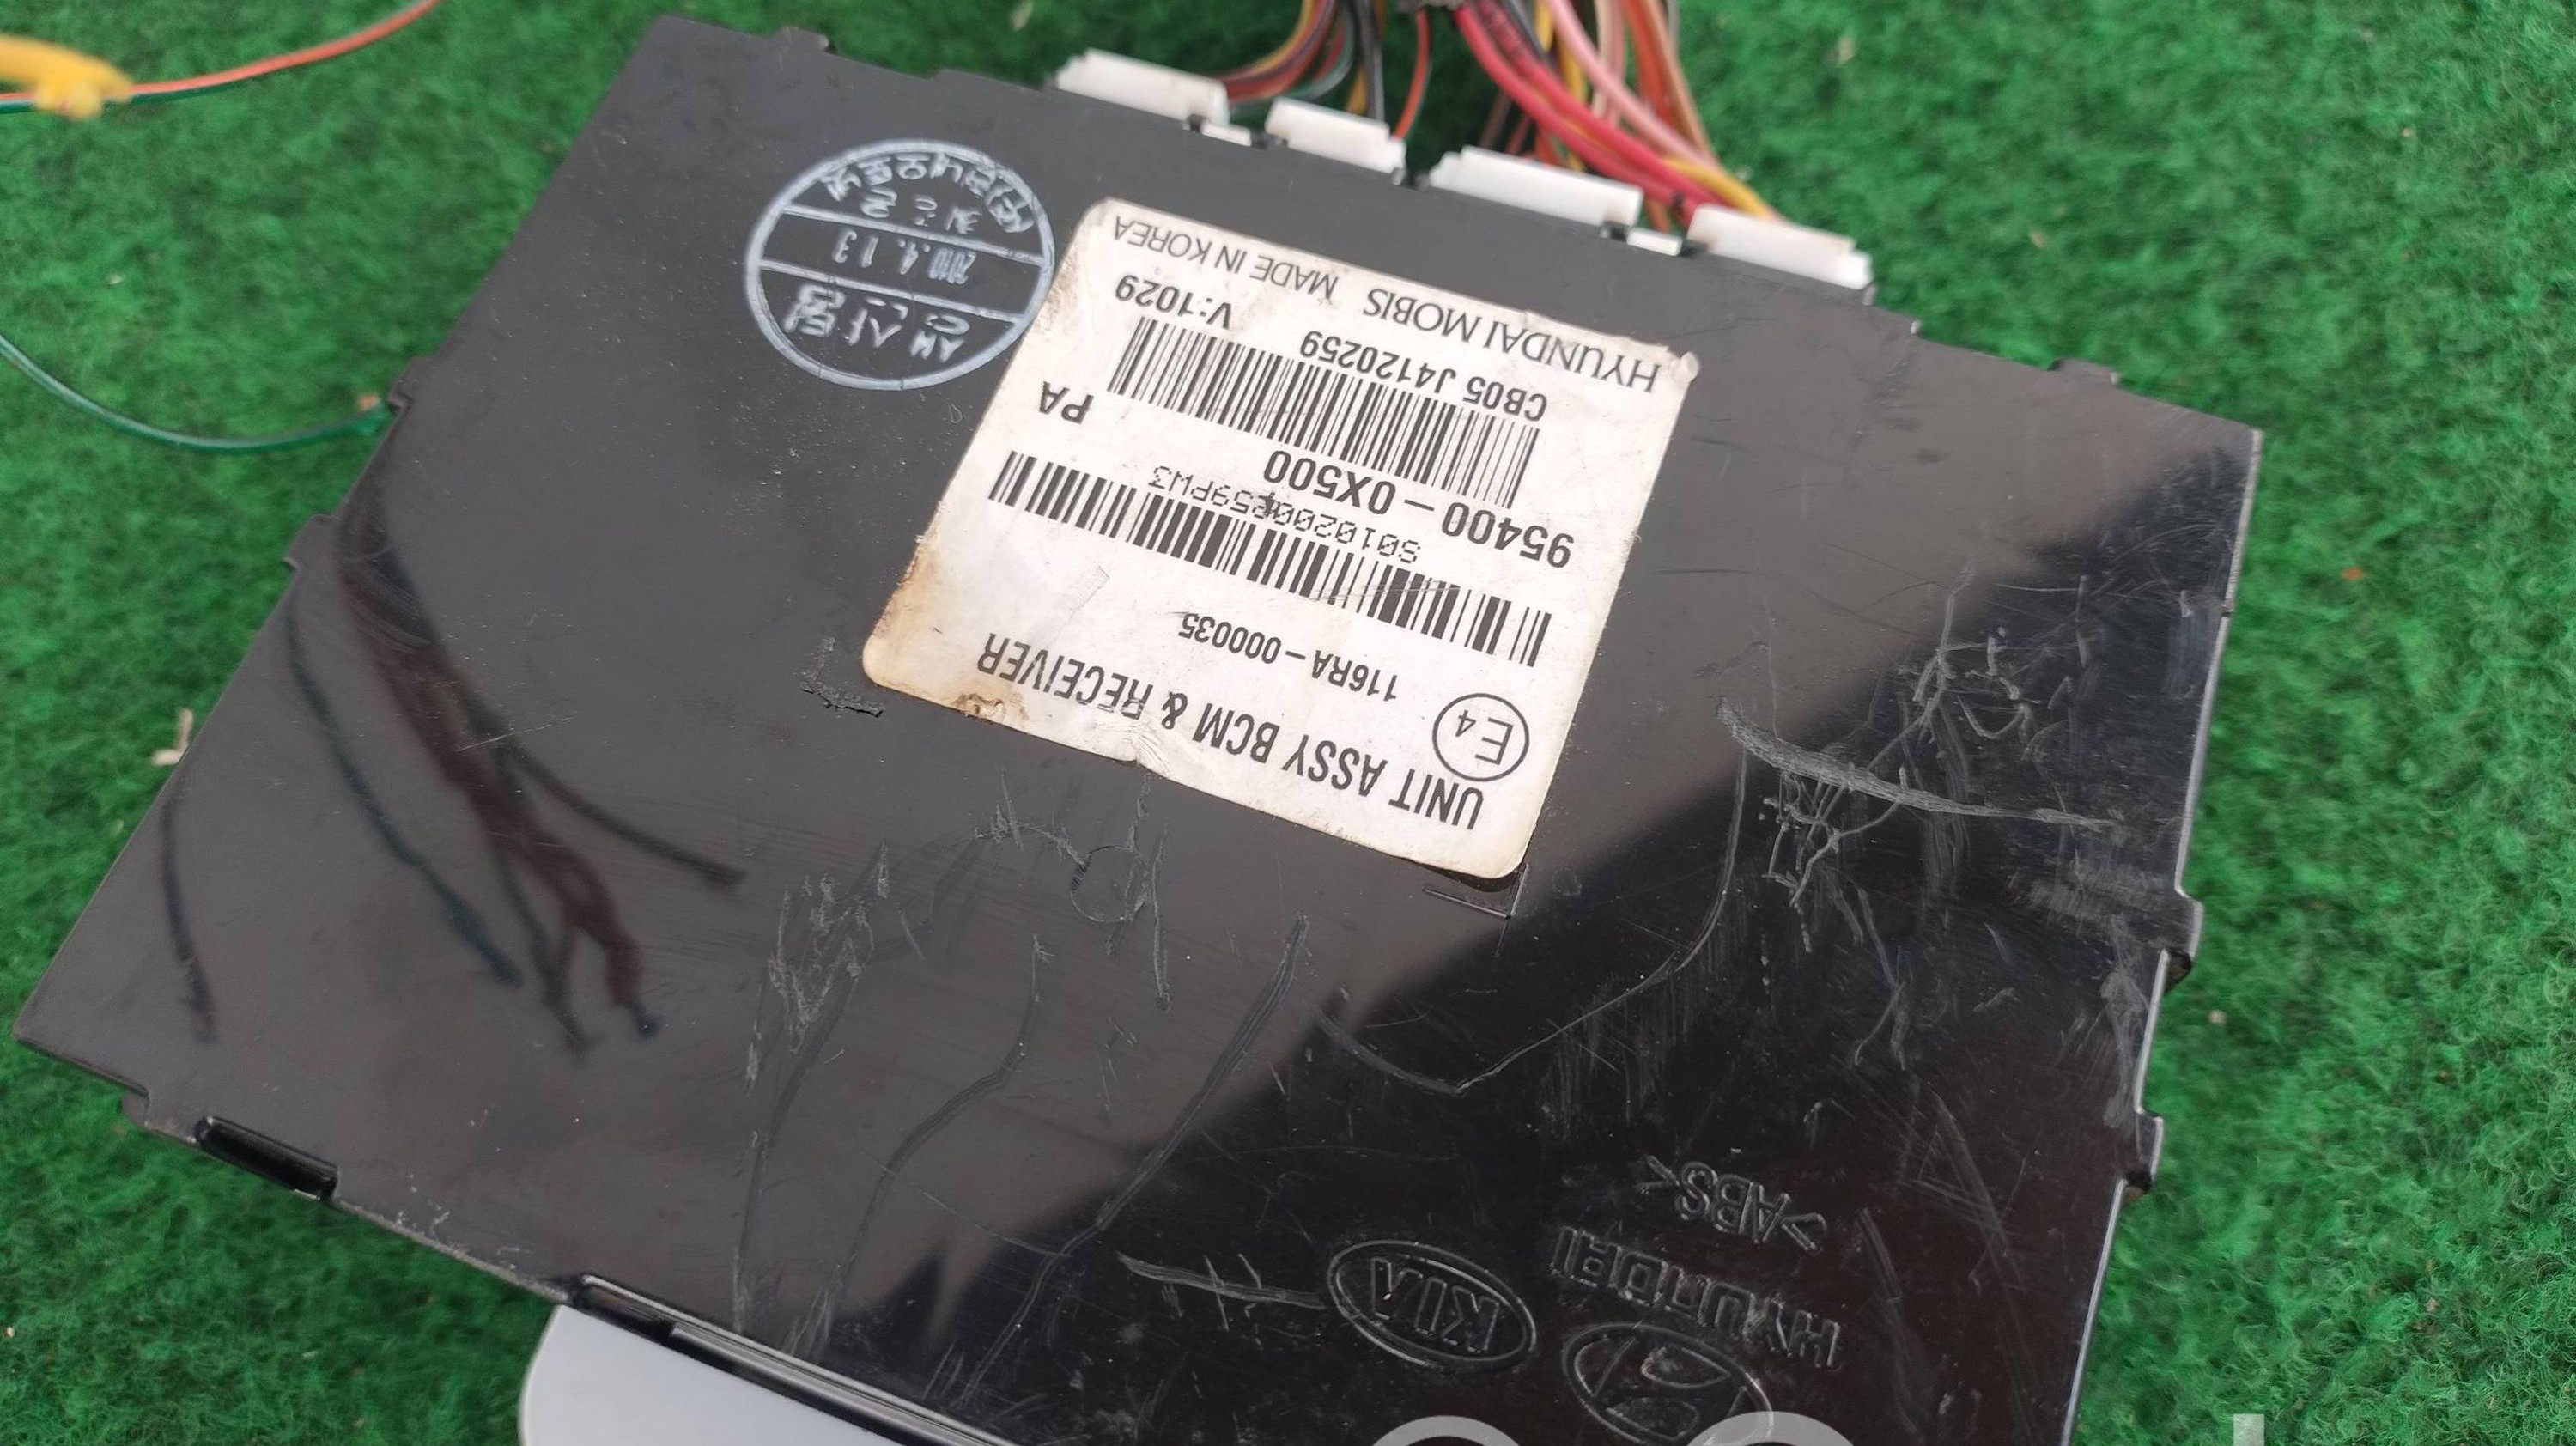 UNIT ASSY BCM & RECEIVER
E4
116RA-000035
95400-0X500
PA
CB05 J4120259
V:1029
HYUNDAI MOBIS MADE IN KOREA
2010.4.13
KIA
HYUNDAI
>ABS<